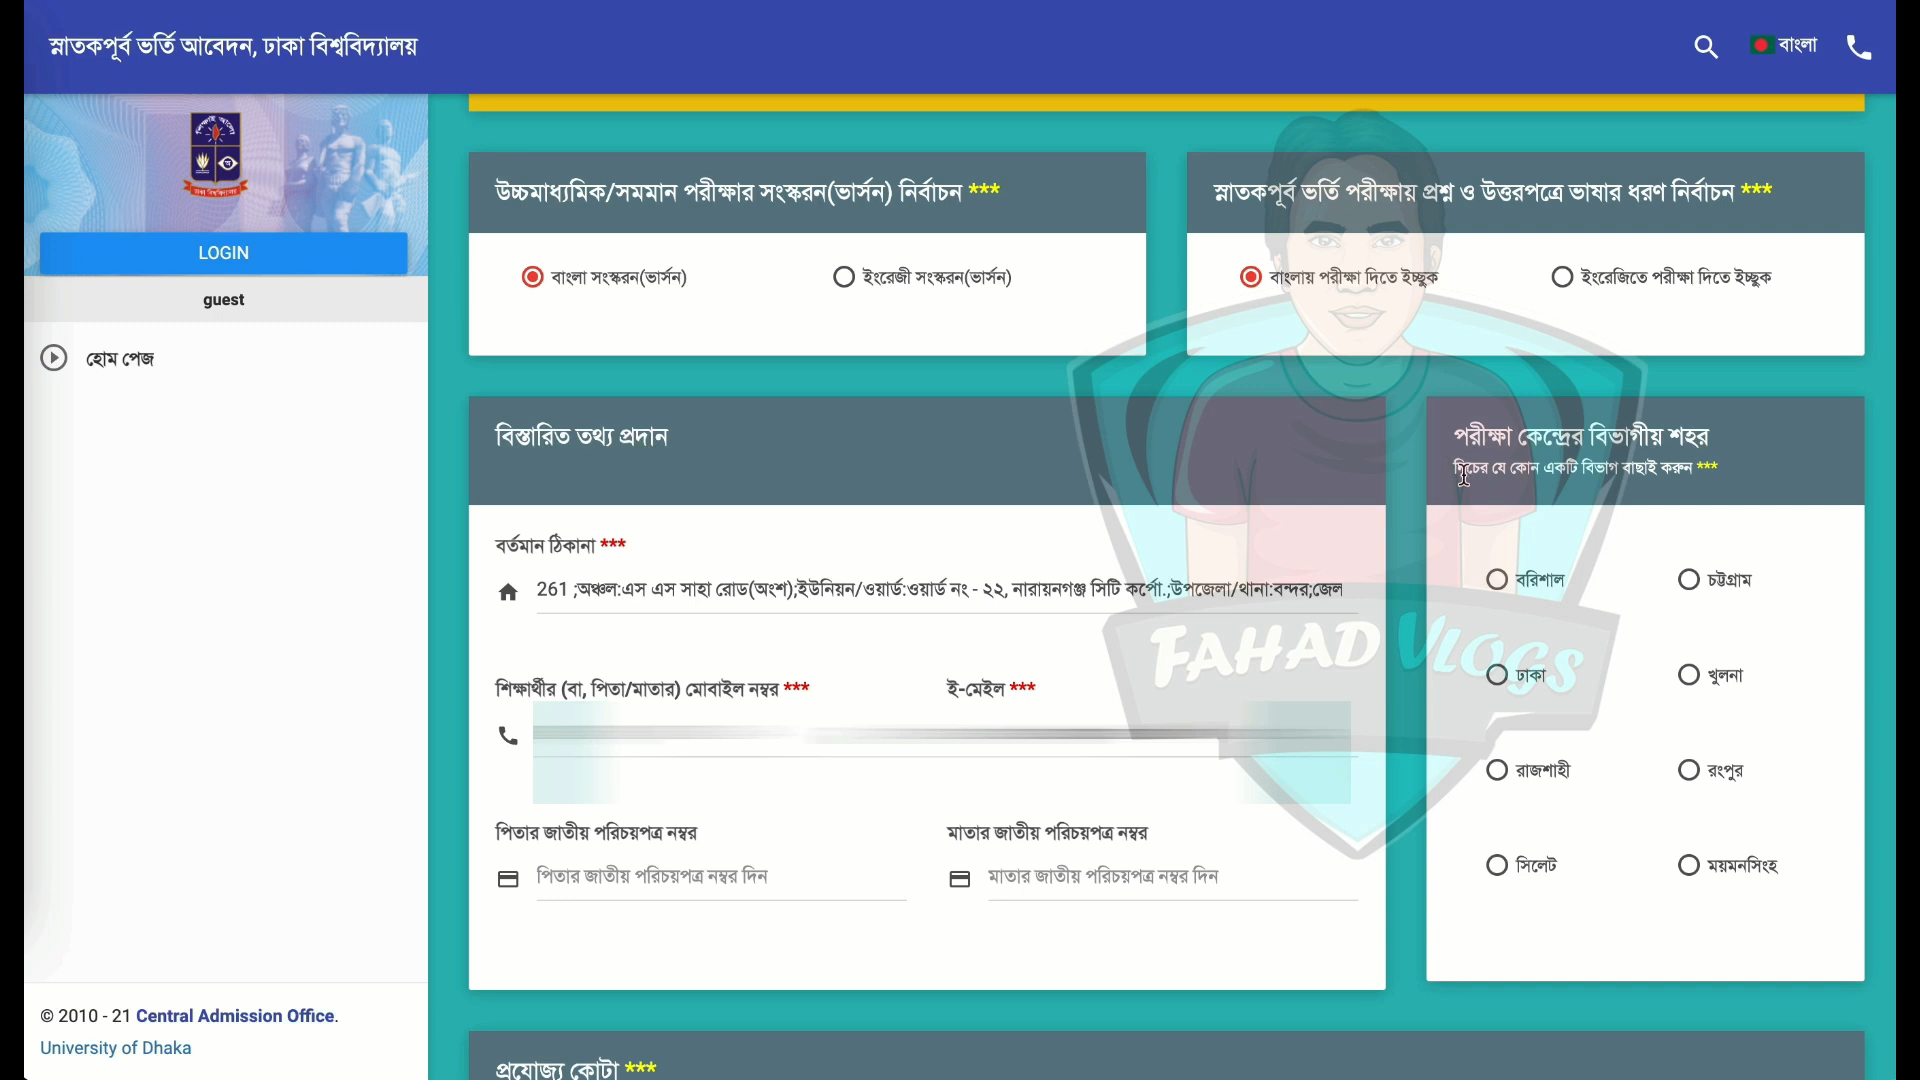 স্নাতকপূর্ব ভর্তি আবেদন, ঢাকা বিশ্ববিদ্যালয়
বাংলা
LOGIN
guest
হোম পেজ
উচ্চমাধ্যমিক/সমমান পরীক্ষার সংস্করন(ভার্সন) নির্বাচন ***
বাংলা সংস্করন(ভার্সন)
ইংরেজী সংস্করন(ভার্সন)
স্নাতকপূর্ব ভর্তি পরীক্ষায় প্রশ্ন ও উত্তরপত্রে ভাষার ধরণ নির্বাচন ***
বাংলায় পরীক্ষা দিতে ইচ্ছুক
ইংরেজিতে পরীক্ষা দিতে ইচ্ছুক
বিস্তারিত তথ্য প্রদান
বর্তমান ঠিকানা ***
261 ;অঞ্চল:এস এস সাহা রোড(অংশ);ইউনিয়ন/ওয়ার্ড:ওয়ার্ড নং - ২২, নারায়নগঞ্জ সিটি কর্পো.;উপজেলা/থানা:বন্দর;জেল
শিক্ষার্থীর (বা, পিতা/মাতার) মোবাইল নম্বর ***
ই-মেইল ***
পিতার জাতীয় পরিচয়পত্র নম্বর
মাতার জাতীয় পরিচয়পত্র নম্বর
পিতার জাতীয় পরিচয়পত্র নম্বর দিন
মাতার জাতীয় পরিচয়পত্র নম্বর দিন
পরীক্ষা কেন্দ্রের বিভাগীয় শহর
নিচের যে কোন একটি বিভাগ বাছাই করুন ***
বরিশাল
চট্টগ্রাম
ঢাকা
খুলনা
রাজশাহী
রংপুর
সিলেট
ময়মনসিংহ
FAHAD VLOGS
প্রযোজ্য কোটা ***
© 2010 - 21 Central Admission Office.
University of Dhaka